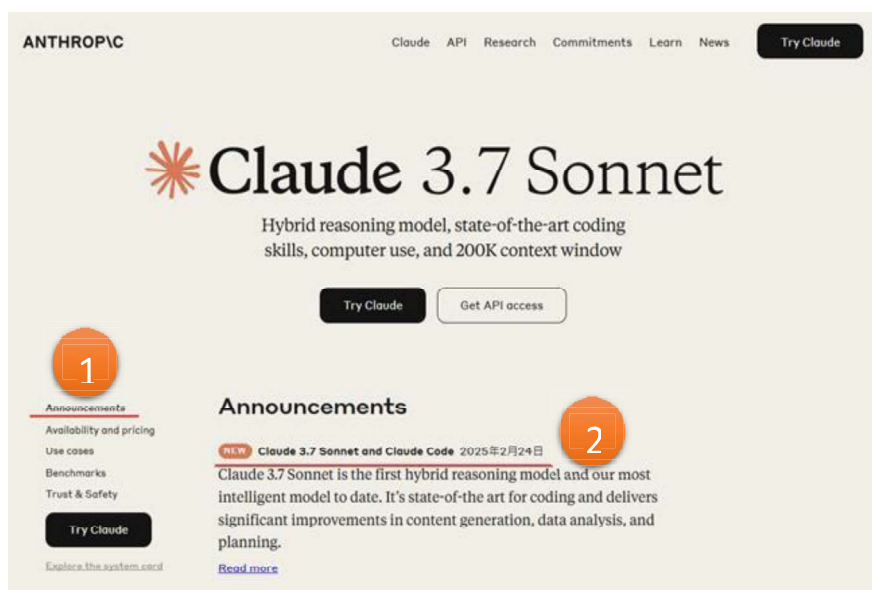 ANTHROP\C
Claude API Research Commitments Learn News Try Claude
Claude 3.7 Sonnet
Hybrid reasoning model, state-of-the-art coding
skills, computer use, and 200K context window
Try Claude Get API access
1
Announcements
Availability and pricing
Use cases
Benchmarks
Trust & Safety
Try Claude
Explore the system card
Announcements
2
NEW Claude 3.7 Sonnet and Claude Code 2025年2月24日
Claude 3.7 Sonnet is the first hybrid reasoning model and our most
intelligent model to date. It's state-of-the art for coding and delivers
significant improvements in content generation, data analysis, and
planning.
Read more